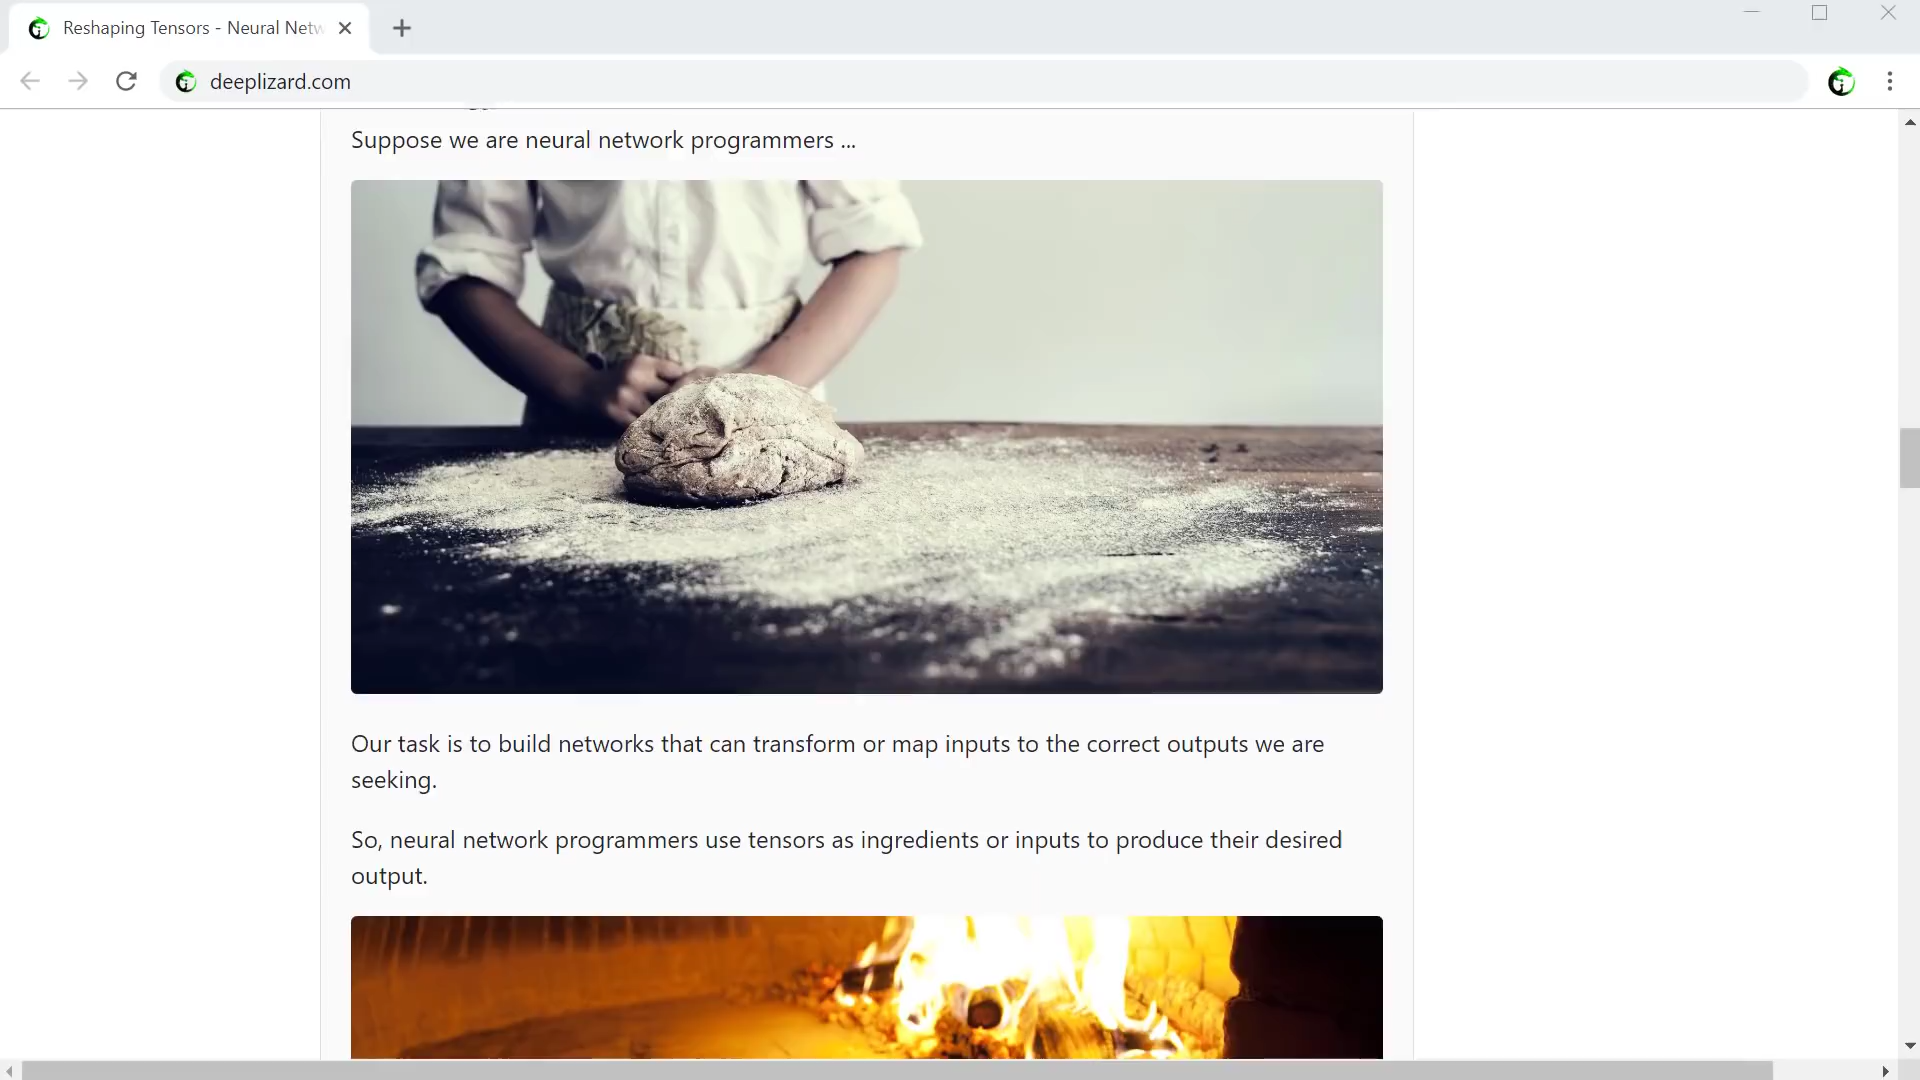 Reshaping Tensors - Neural Netw
deeplizard.com
Suppose we are neural network programmers ...
Our task is to build networks that can transform or map inputs to the correct outputs we are
seeking.
So, neural network programmers use tensors as ingredients or inputs to produce their desired
output.